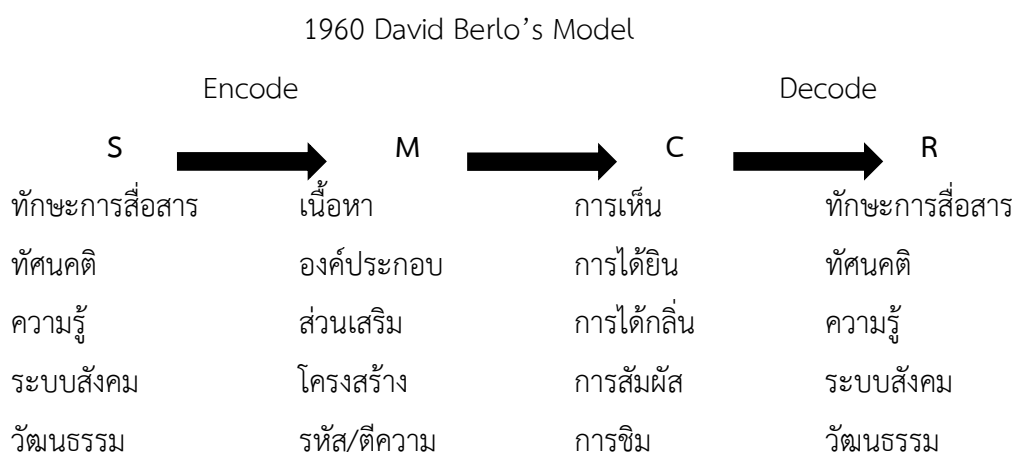 1960 David Berlo’s Model
Encode Decode
S M C R
ทักษะการสื่อสาร เนื้อหา การเห็น ทักษะการสื่อสาร
ทัศนคติ องค์ประกอบ การได้ยิน ทัศนคติ
ความรู้ ส่วนเสริม การได้กลิ่น ความรู้
ระบบสังคม โครงสร้าง การสัมผัส ระบบสังคม
วัฒนธรรม รหัส/ตีความ การชิม วัฒนธรรม